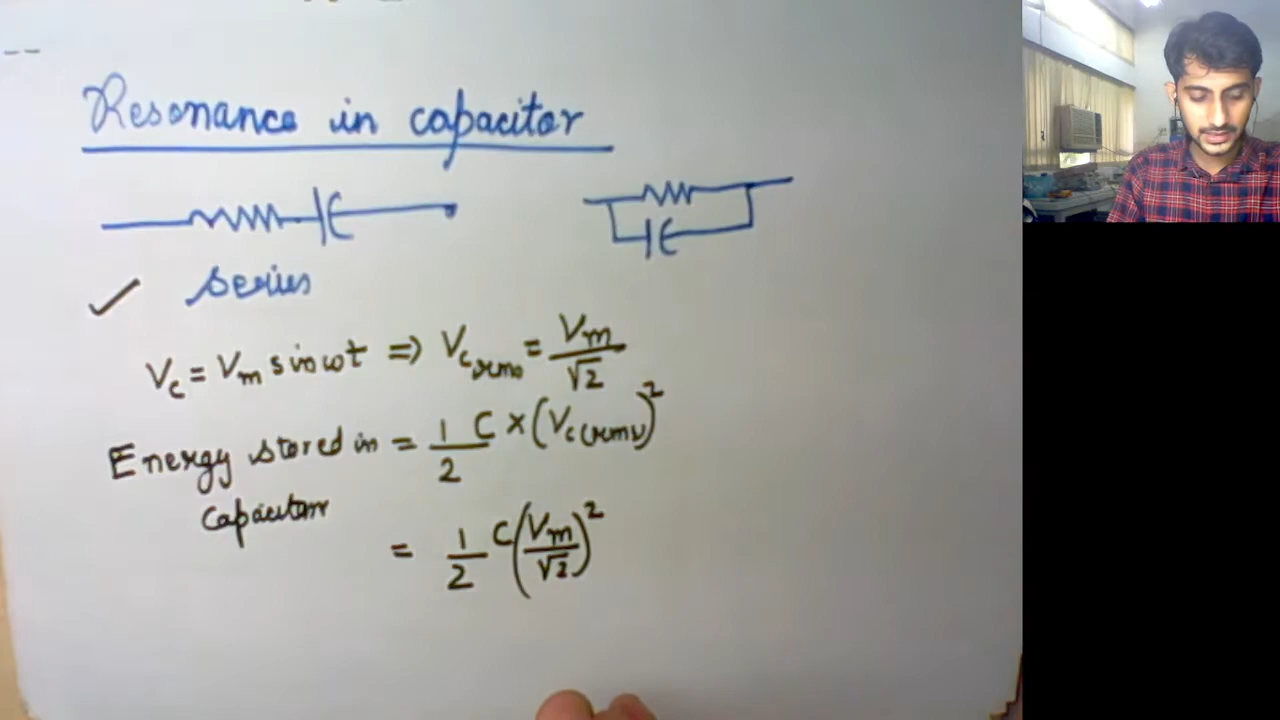 Resonance in capacitor
series
V_c = V_m sin ωt ⇒ V_c rms = V_m/√2
Energy stored in = 1/2 C × (V_c(rms))²
capacitor
= 1/2 C (V_m/√2)²